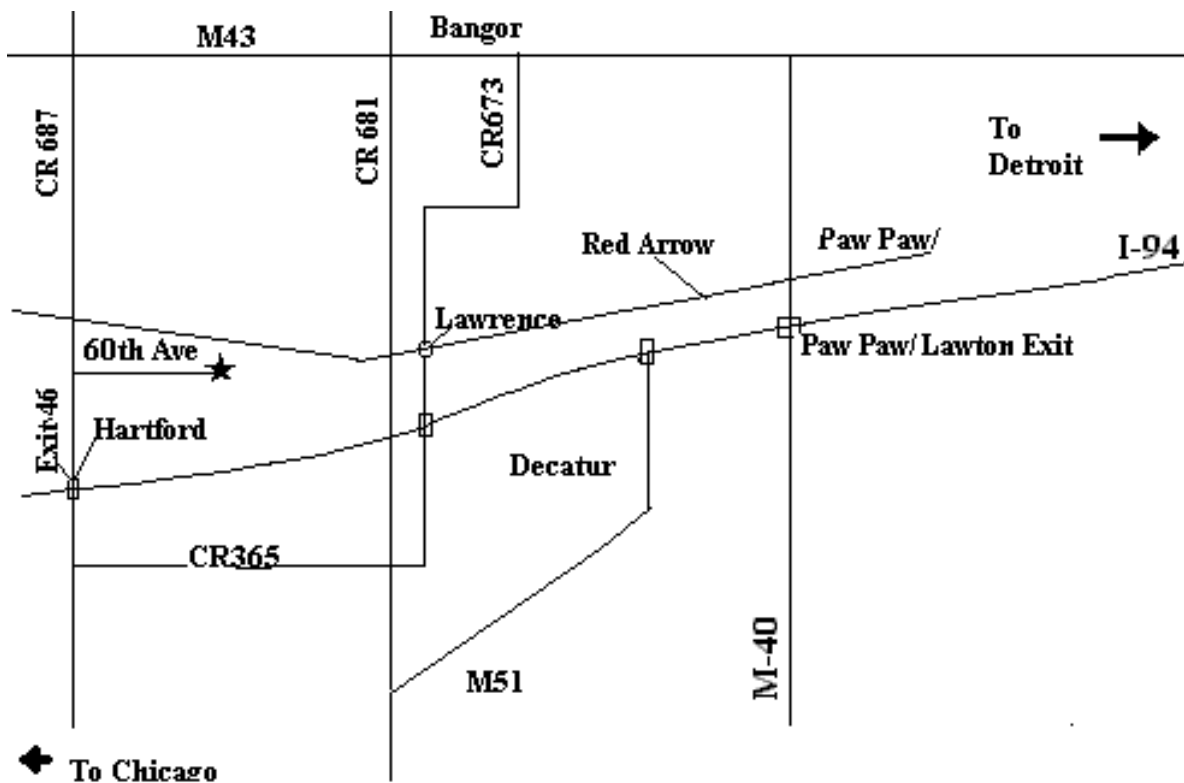 Bangor
M43
CR 687
CR 681
CR673
To
Detroit
Red Arrow
Paw Paw/
I-94
Lawrence
60th Ave
Paw Paw/ Lawton Exit
Exit 46
Hartford
Decatur
CR365
M-40
M51
To Chicago